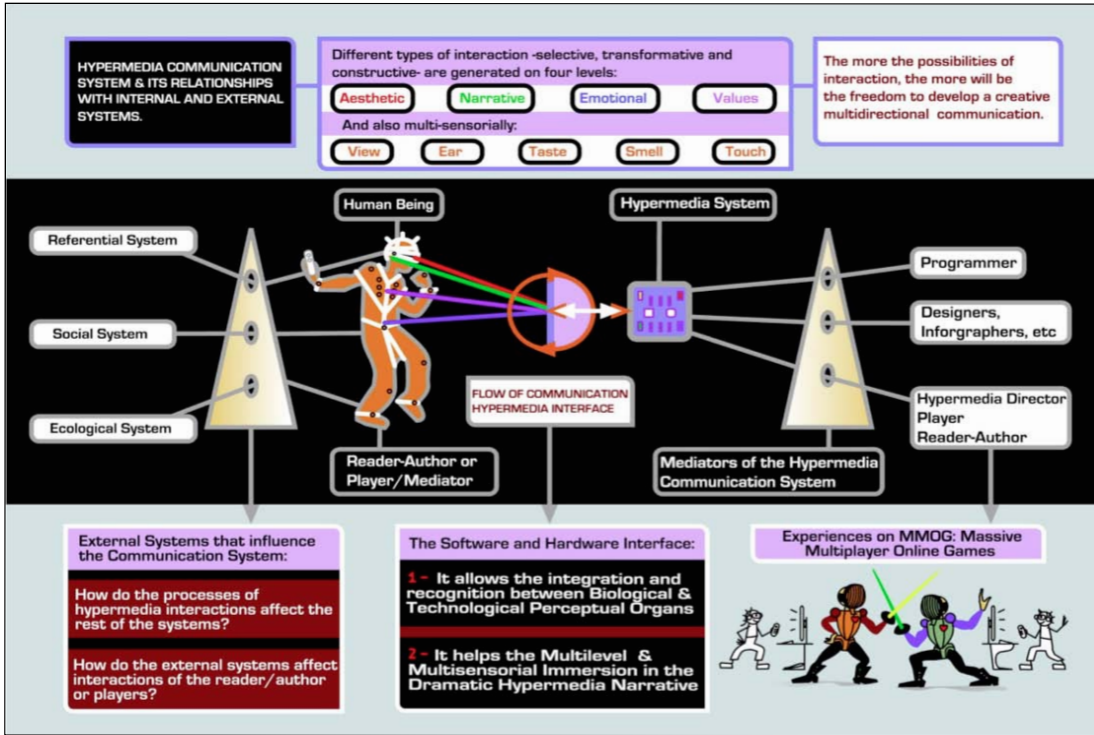 HYPERMEDIA COMMUNICATION
SYSTEM & ITS RELATIONSHIPS
WITH INTERNAL AND EXTERNAL
SYSTEMS.
Different types of interaction -selective, transformative and
constructive- are generated on four levels:
Aesthetic
Narrative
Emotional
Values
And also multi-sensorially:
View
Ear
Taste
Smell
Touch
The more the possibilities of
interaction, the more will be
the freedom to develop a creative
multidirectional communication.
Human Being
Hypermedia System
Referential System
Social System
Ecological System
Programmer
Designers,
Inforgraphers, etc
Hypermedia Director
Player
Reader-Author
FLOW OF COMMUNICATION
HYPERMEDIA INTERFACE
Reader-Author or
Player/Mediator
Mediators of the Hypermedia
Communication System
External Systems that influence
the Communication System:
How do the processes of
hypermedia interactions affect the
rest of the systems?
How do the external systems affect
interactions of the reader/author
or players?
The Software and Hardware Interface:
1- It allows the integration and
recognition between Biological &
Technological Perceptual Organs
2- It helps the Multilevel &
Multisensorial Immersion in the
Dramatic Hypermedia Narrative
Experiences on MMOG: Massive
Multiplayer Online Games